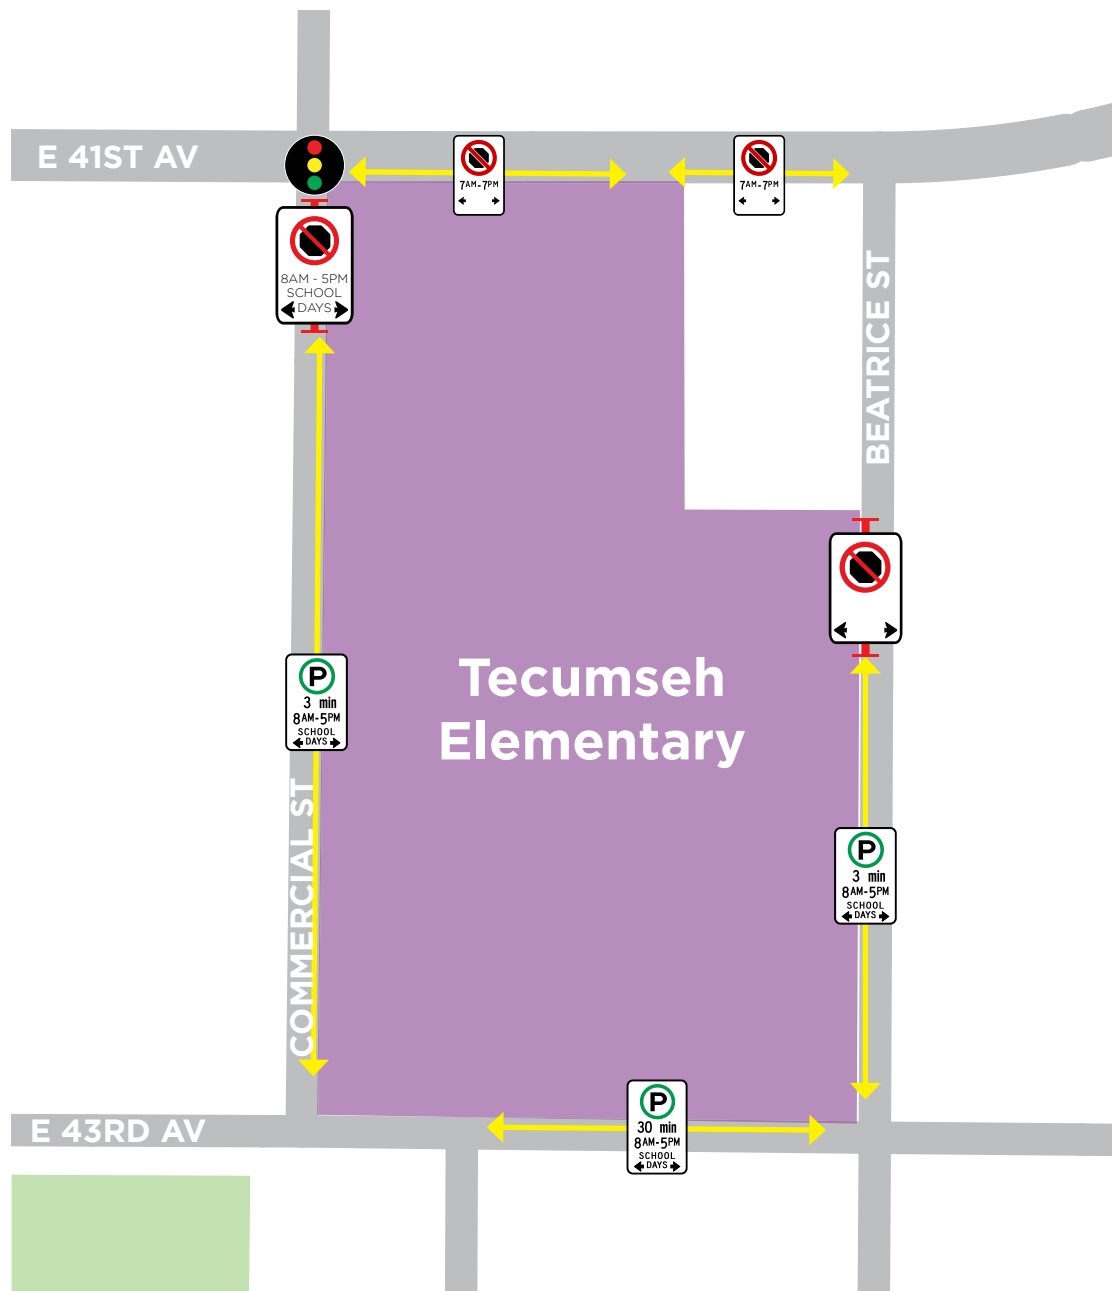 E 41ST AV
7AM-7PM
7AM-7PM
8AM - 5PM
SCHOOL
DAYS
BEATRICE ST
Tecumseh
Elementary
P
3 min
8AM-5PM
SCHOOL
DAYS
COMMERCIAL ST
P
3 min
8AM-5PM
SCHOOL
DAYS
P
30 min
8AM-5PM
SCHOOL
DAYS
E 43RD AV